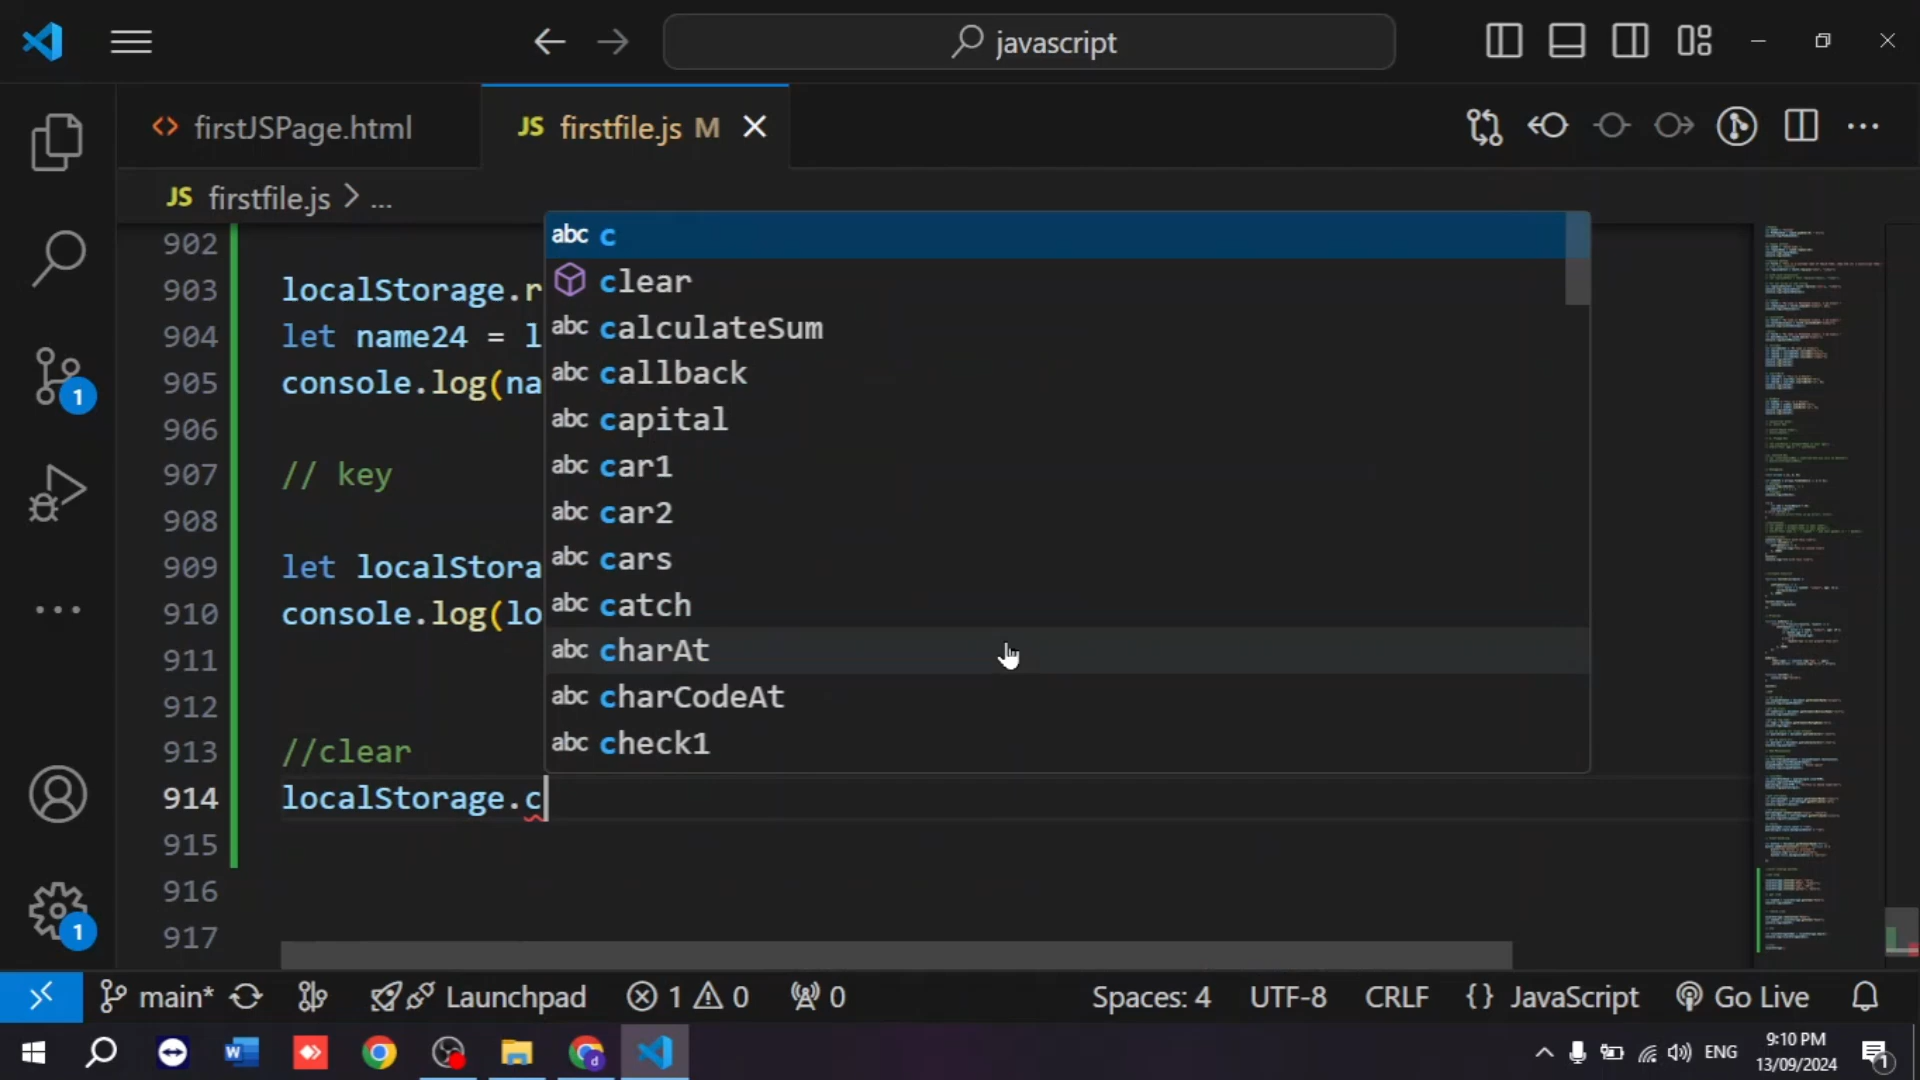 javascript
firstJSPage.html
JS firstfile.js M
JS firstfile.js > ...
902
903 localStorage.r
904 let name24 = l
905 console.log(na
906
907 // key
908
909 let localStora
910 console.log(lo
911
912
913 //clear
914 localStorage.c
915
916
917
abc c
clear
abc calculateSum
abc callback
abc capital
abc car1
abc car2
abc cars
abc catch
abc charAt
abc charCodeAt
abc check1
1
1
main* Launchpad 1 0 0 Spaces: 4 UTF-8 CRLF {} JavaScript Go Live
W d ENG 9:10 PM
13/09/2024 1